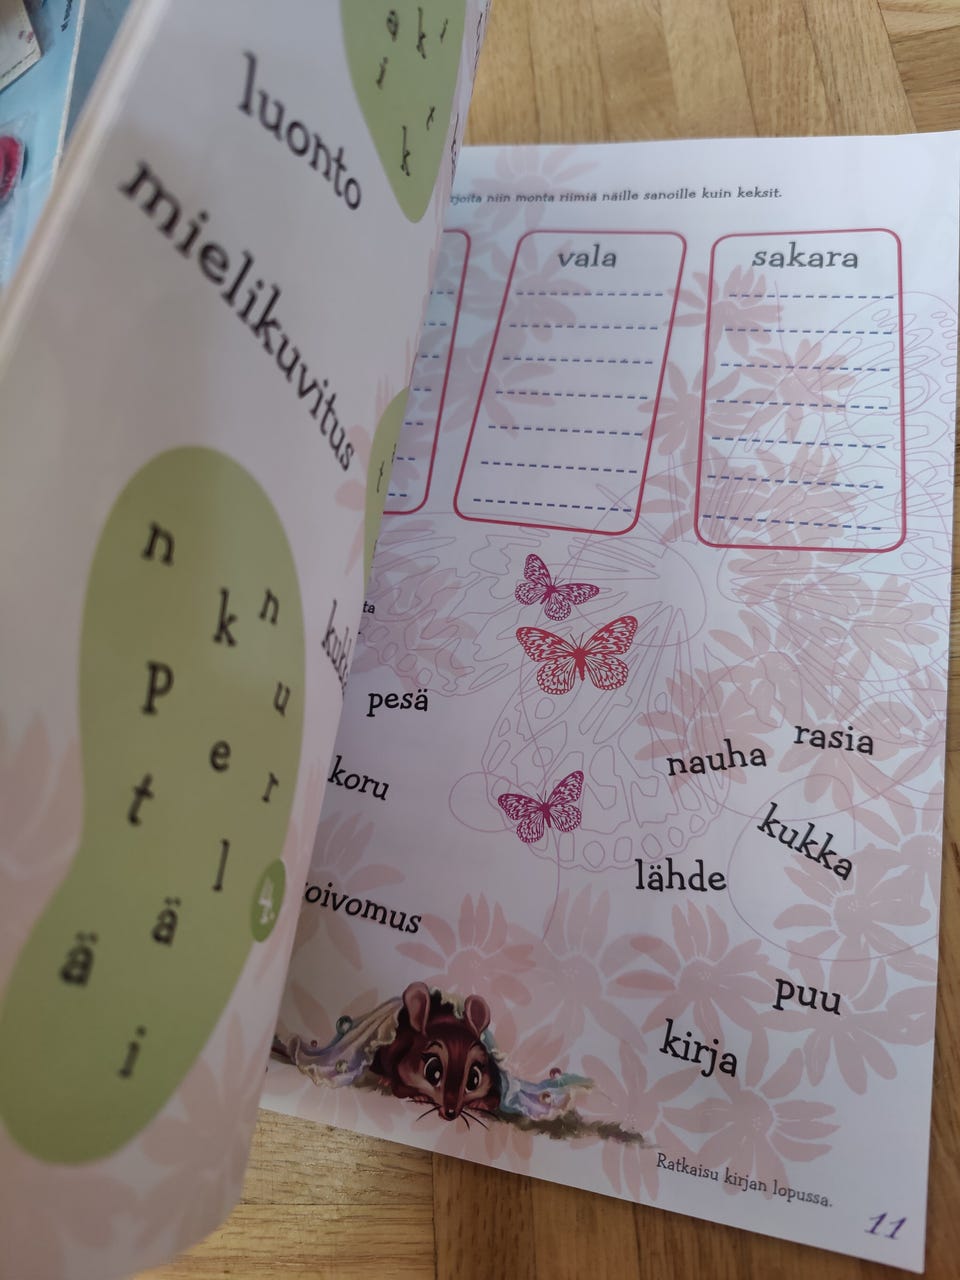 luonto
mielikuvitus
n
k
n
p
u
e
t
r
l
ä
ä
i
4.
niin monta riimiä näille sanoille kuin keksit.
vala
sakara
pesä
koru
rasia
nauha
kukka
lähde
puu
kirja
Ratkaisu kirjan lopussa.
11